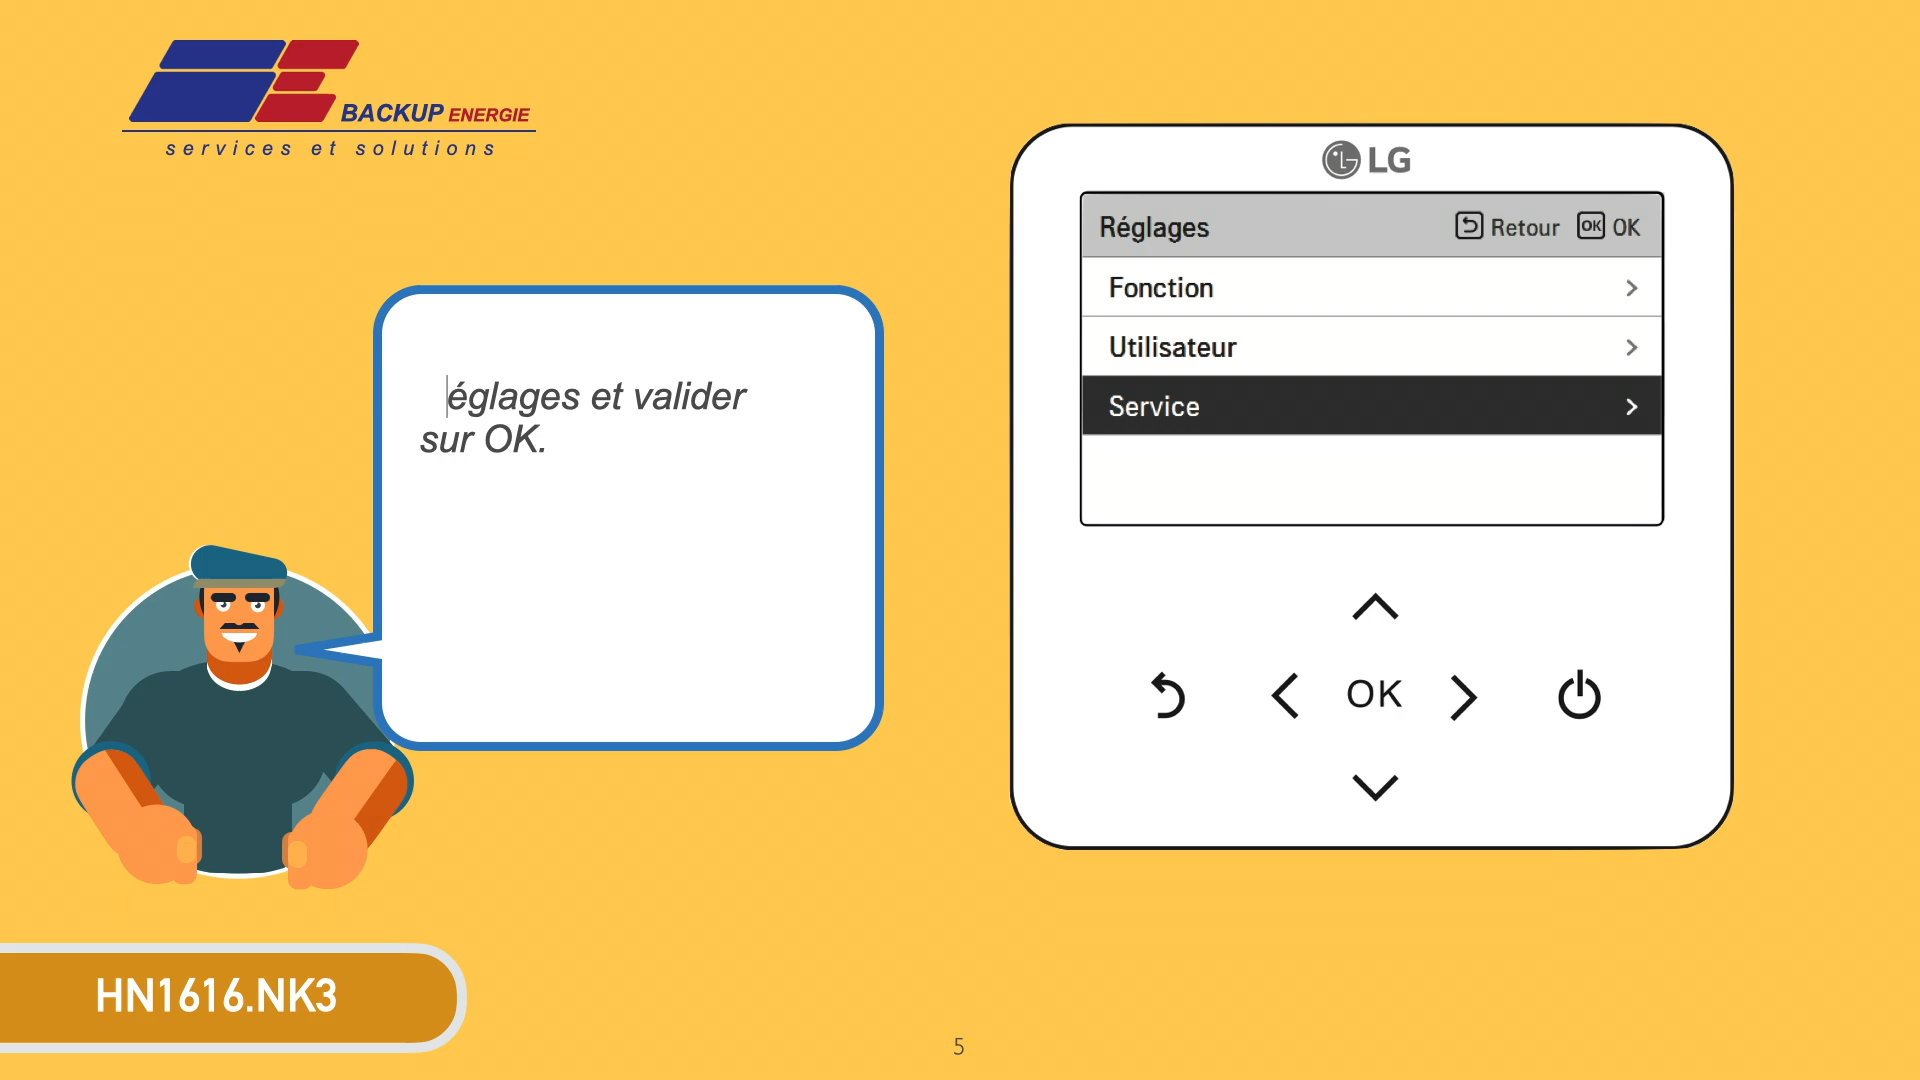 BACKUP ENERGIE
services et solutions
églages et valider
sur OK.
LG
Réglages
Retour
OK OK
Fonction
Utilisateur
Service
OK
HN1616.NK3
5